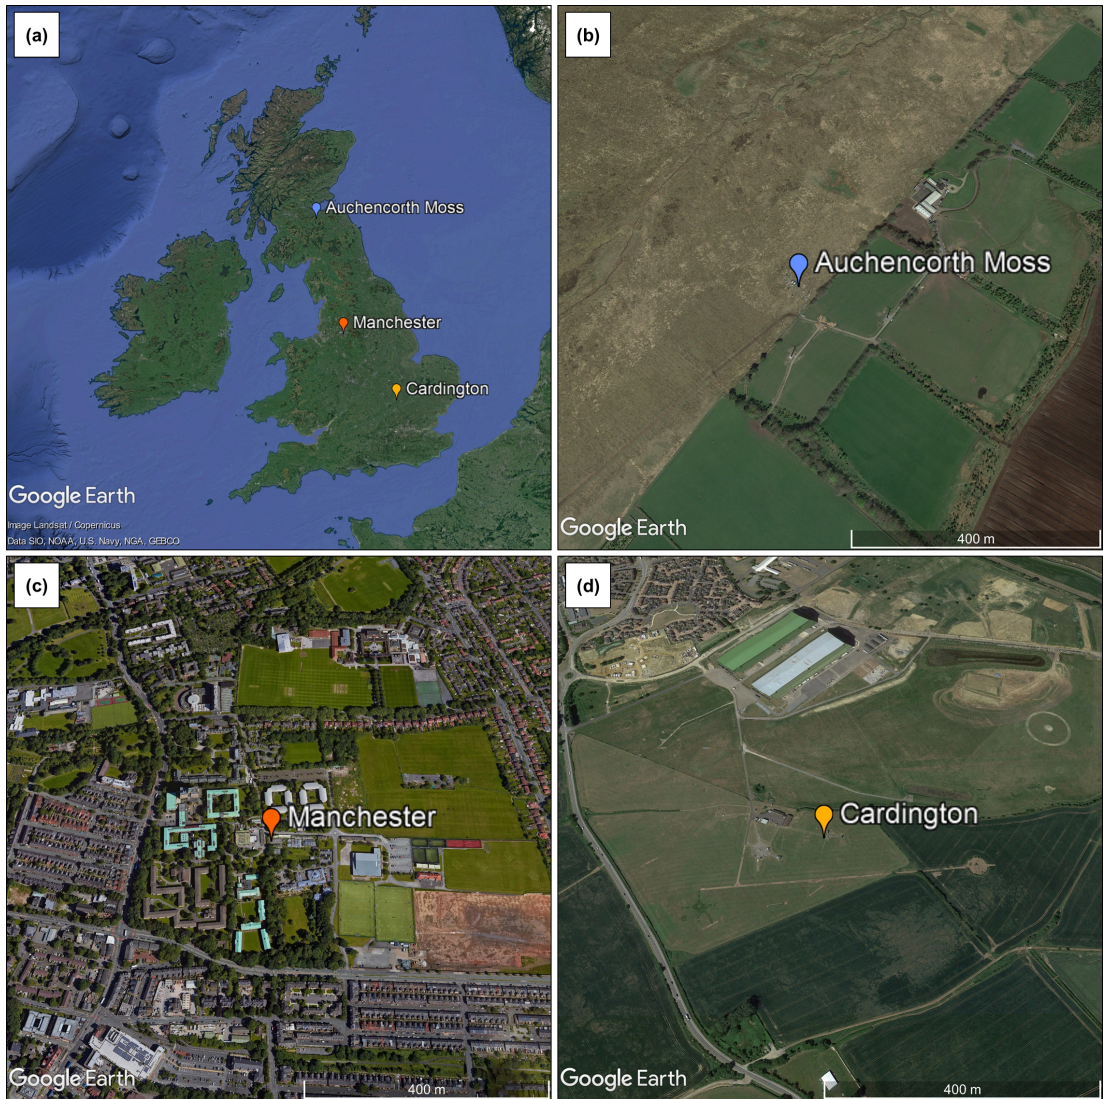 (a)
Auchencorth Moss
Manchester
Cardington
Google Earth
Image Landsat / Copernicus
Data SIO, NOAA, U.S. Navy, NGA, GEBCO
(b)
Auchencorth Moss
Google Earth
400 m
(c)
Manchester
Google Earth
400 m
(d)
Cardington
Google Earth
400 m